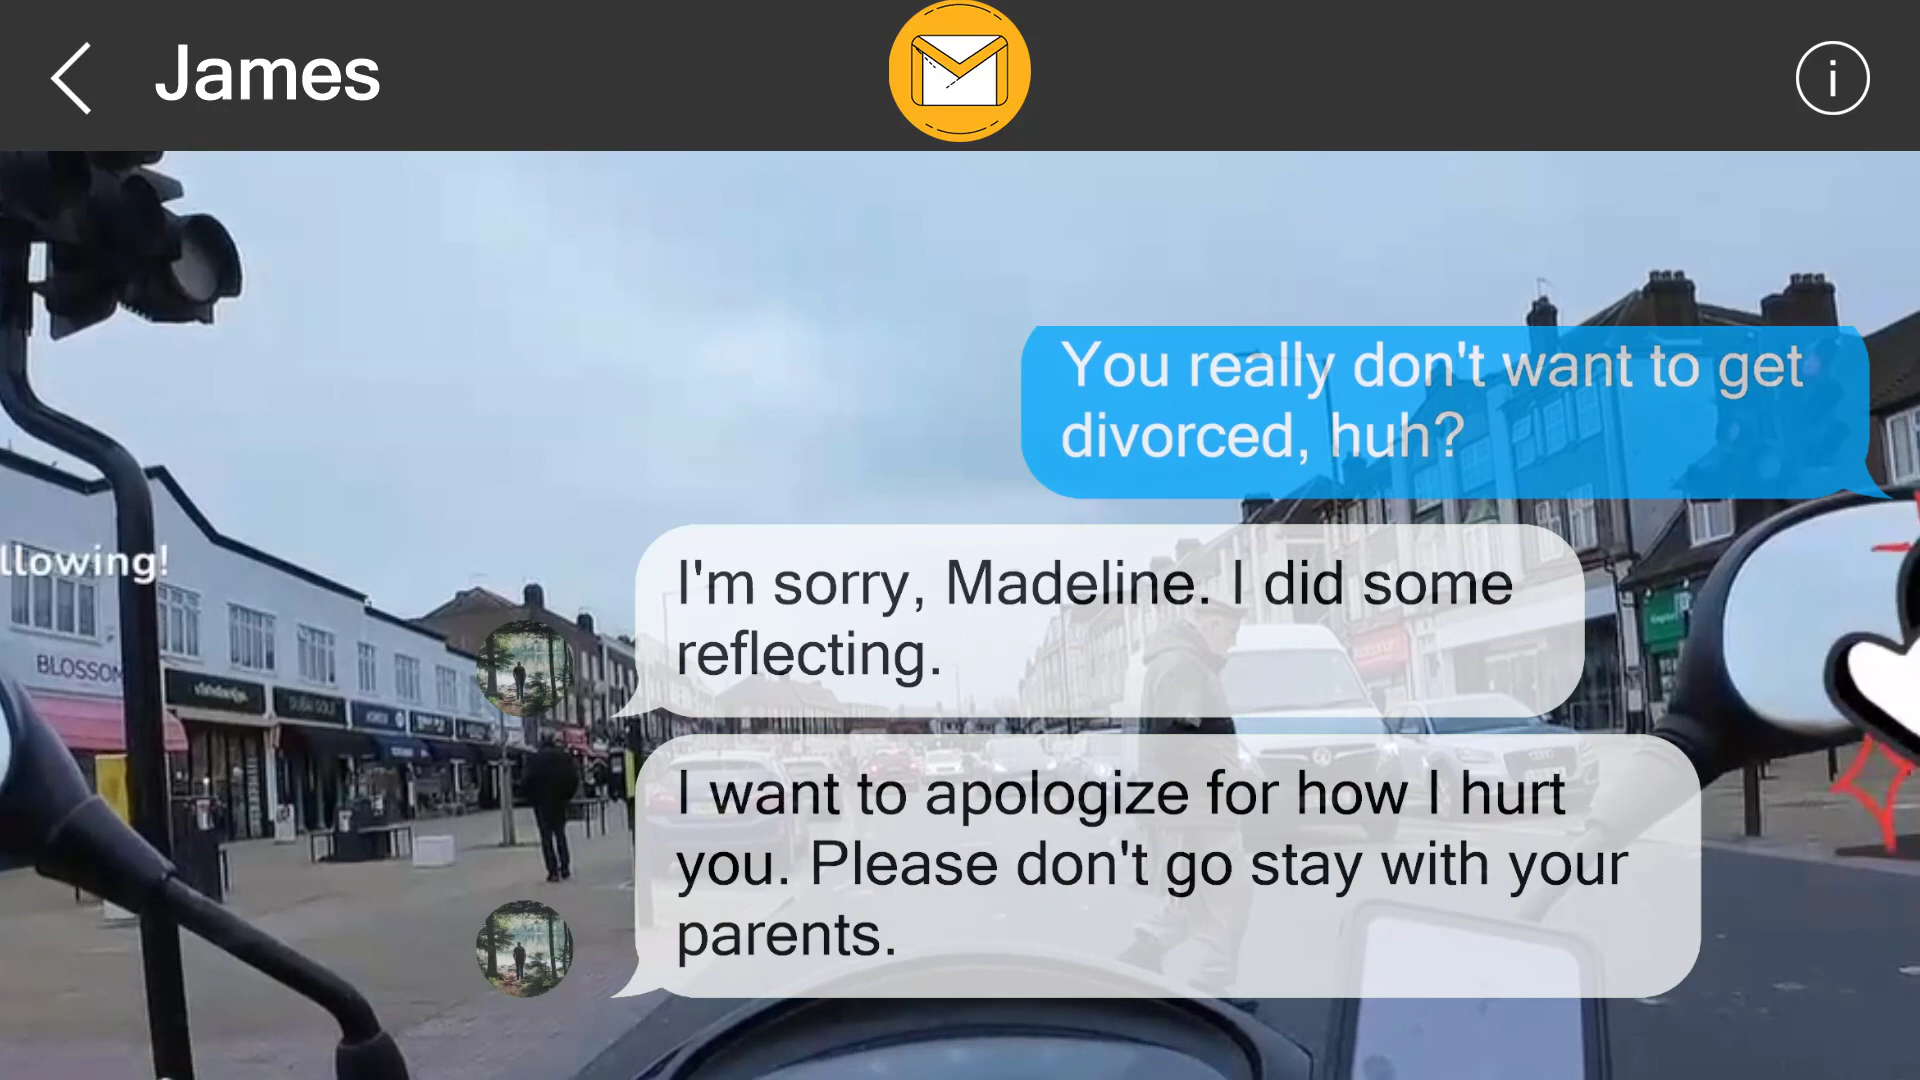 James
i
You really don't want to get
divorced, huh?
llowing!
I'm sorry, Madeline. I did some
reflecting.
BLOSSOM
I want to apologize for how I hurt
you. Please don't go stay with your
parents.